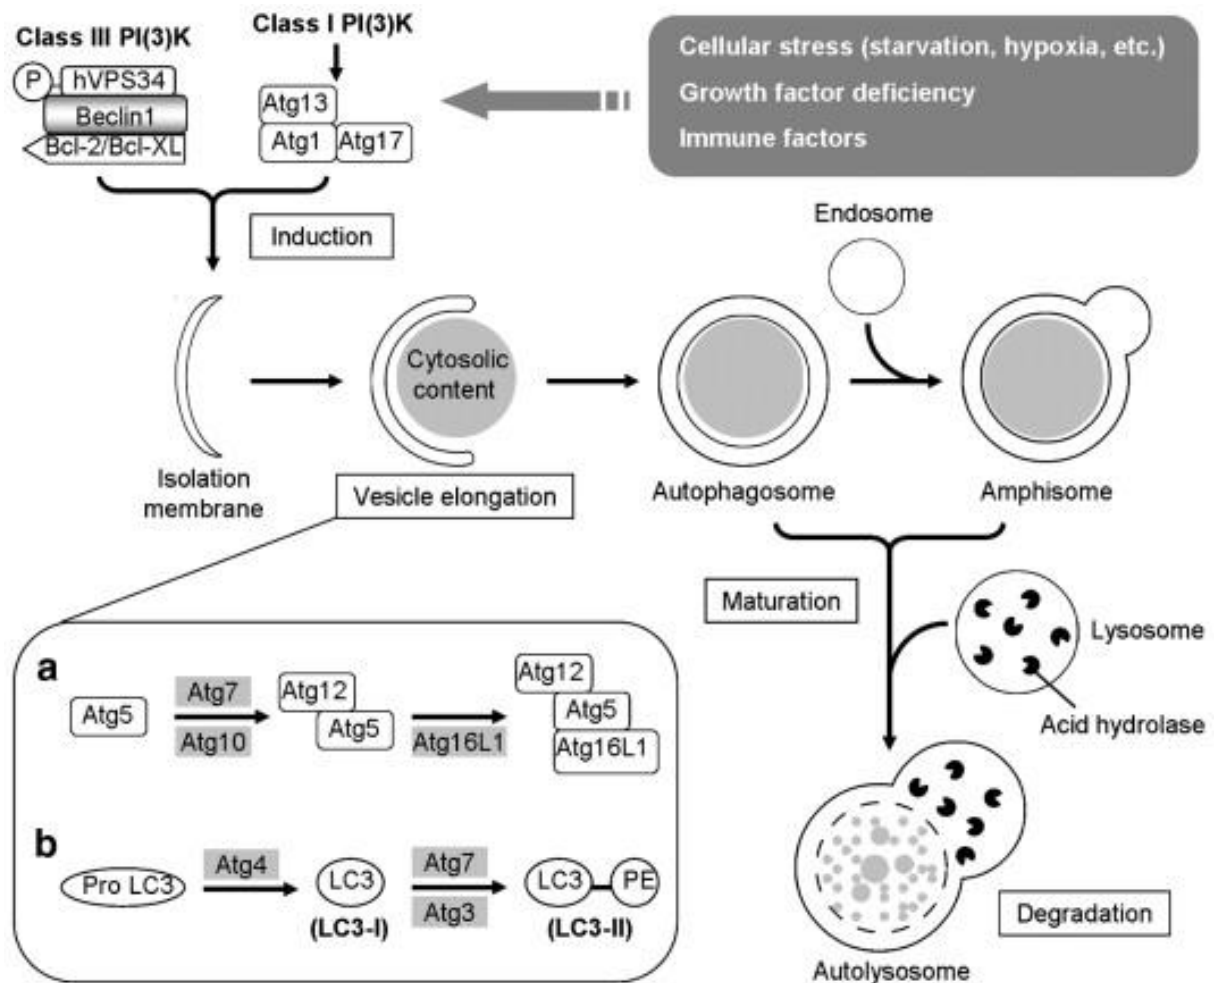 Class III PI(3)K
P
hVPS34
Beclin1
Bcl-2/Bcl-XL
Class I PI(3)K
Atg13
Atg1
Atg17
Cellular stress (starvation, hypoxia, etc.)
Growth factor deficiency
Immune factors
Induction
Endosome
Cytosolic
content
Isolation
membrane
Vesicle elongation
Autophagosome
Amphisome
Maturation
Lysosome
Acid hydrolase
a
Atg5
Atg7
Atg10
Atg12
Atg5
Atg16L1
Atg12
Atg5
Atg16L1
b
Pro LC3
Atg4
LC3
(LC3-I)
Atg7
Atg3
LC3
PE
(LC3-II)
Degradation
Autolysosome